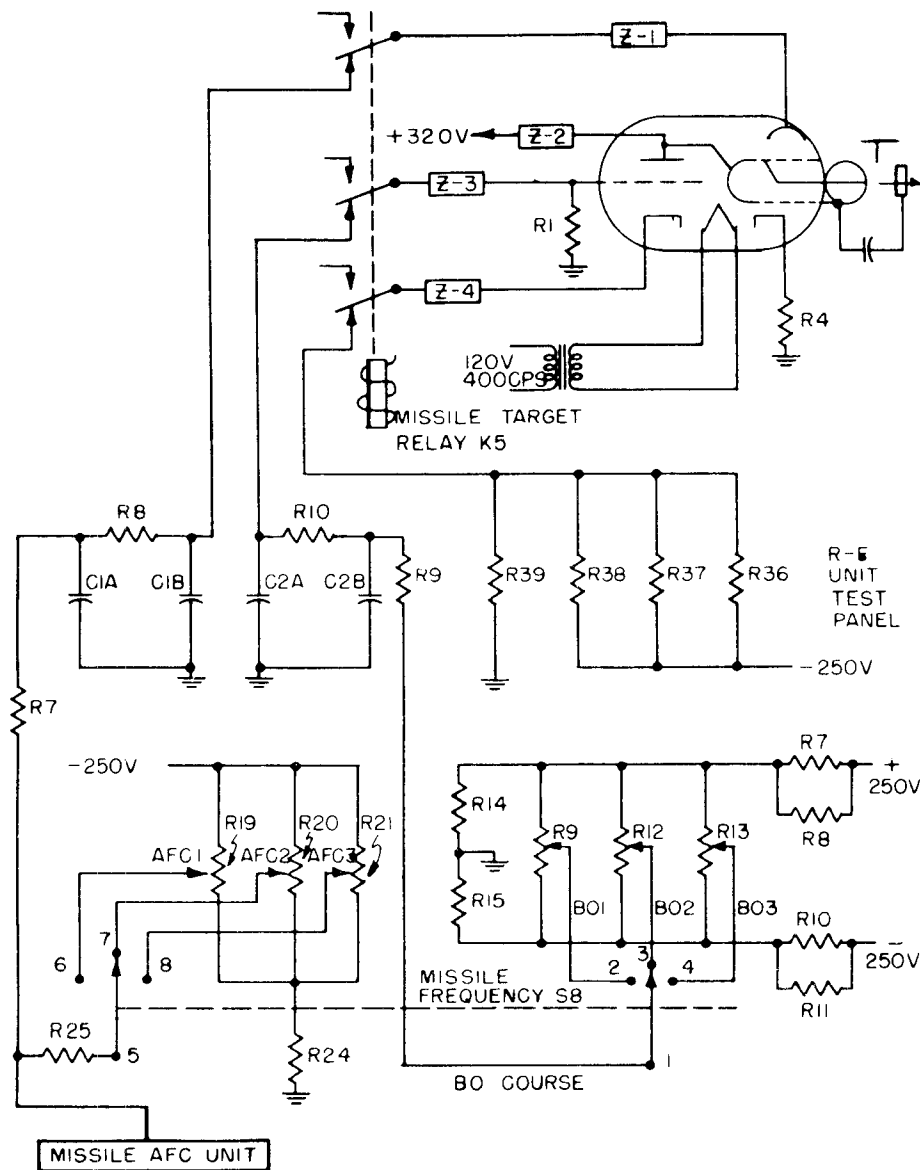 Z-1
+320V
Z-2
Z-3
R1
Z-4
R4
120V
400CPS
MISSILE TARGET
RELAY K5
R8
R10
C1A
C1B
C2A
C2B
R9
R39
R38
R37
R36
R-E
UNIT
TEST
PANEL
-250V
R7
-250V
R19
R20
R21
AFC1
AFC2
AFC3
R14
R9
R12
R13
R7
+
250V
R8
R15
BO1
BO2
BO3
R10
-
250V
R11
6
7
8
2
3
4
MISSILE
FREQUENCY S8
R25
5
R24
1
BO COURSE
MISSILE AFC UNIT